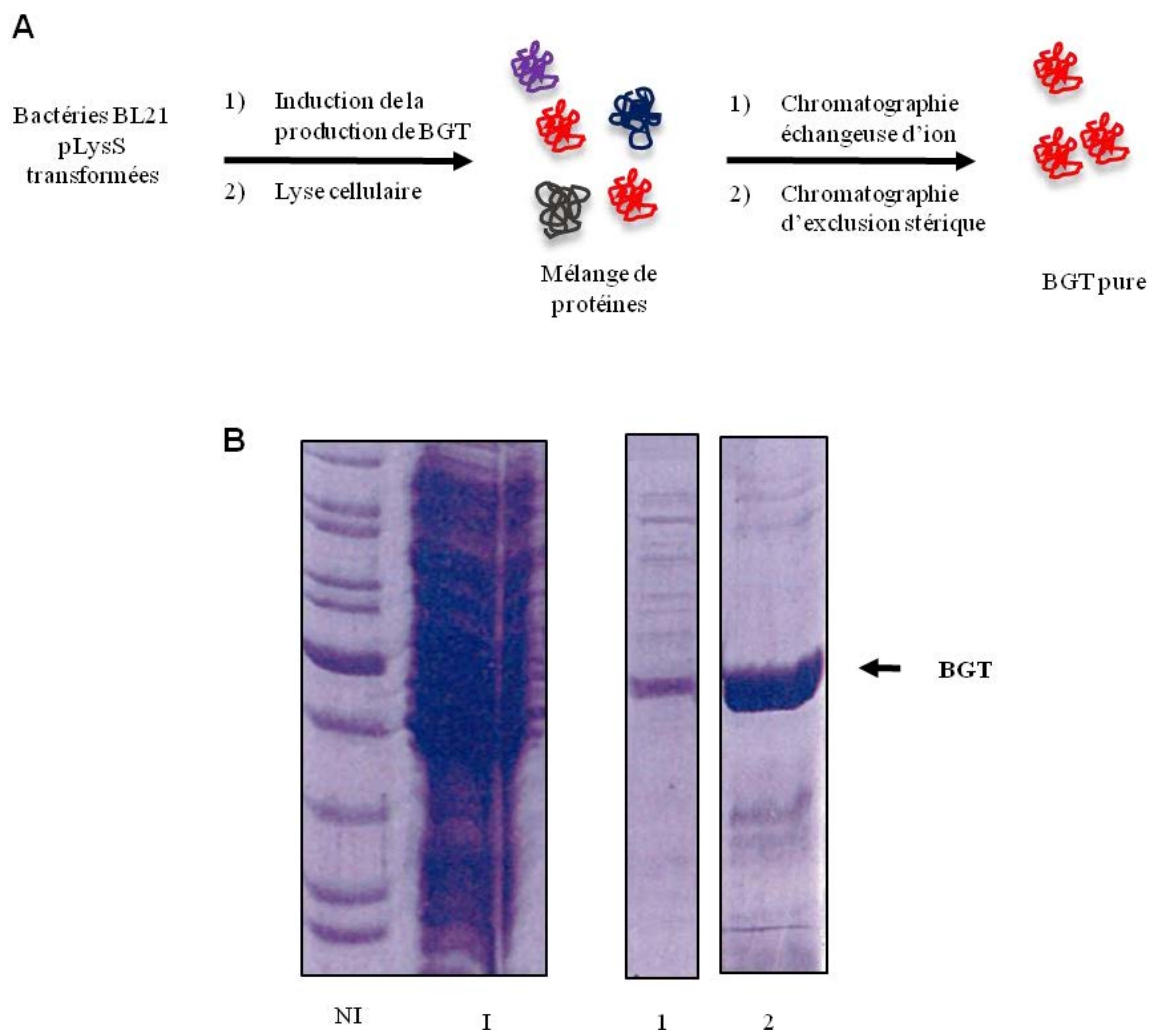 A
Bactéries BL21
pLysS
transformées
1) Induction de la
production de BGT
2) Lyse cellulaire
Mélange de
protéines
1) Chromatographie
échangeuse d'ion
2) Chromatographie
d'exclusion stérique
BGT pure
B
BGT
NI
I
1
2